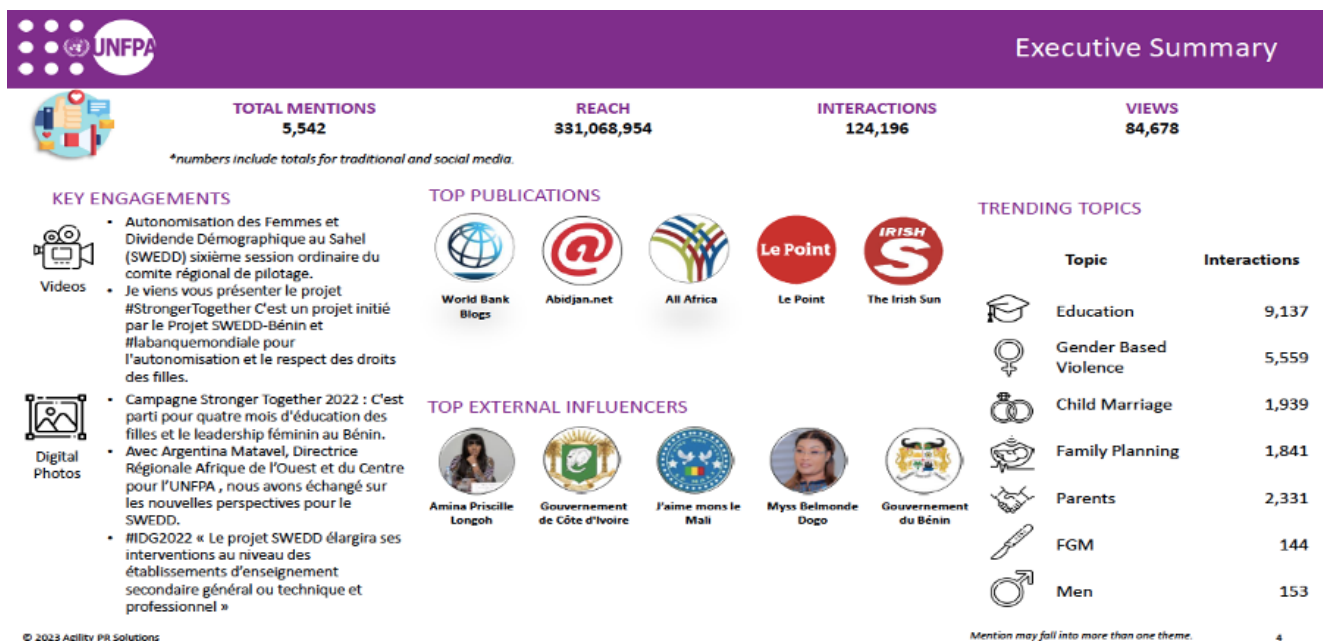 UNFPA
Executive Summary
TOTAL MENTIONS
5,542
REACH
331,068,954
INTERACTIONS
124,196
VIEWS
84,678
*numbers include totals for traditional and social media.
KEY ENGAGEMENTS
Videos
• Autonomisation des Femmes et
Dividende Démographique au Sahel
(SWEDD) sixième session ordinaire du
comite régional de pilotage.
• Je viens vous présenter le projet
#StrongerTogether C'est un projet initié
par le Projet SWEDD-Bénin et
#labanquemondiale pour
l'autonomisation et le respect des droits
des filles.
Digital
Photos
• Campagne Stronger Together 2022 : C'est
parti pour quatre mois d'éducation des
filles et le leadership féminin au Bénin.
• Avec Argentina Matavel, Directrice
Régionale Afrique de l’Ouest et du Centre
pour l’UNFPA , nous avons échangé sur
les nouvelles perspectives pour le
SWEDD.
• #IDG2022 « Le projet SWEDD élargira ses
interventions au niveau des
établissements d’enseignement
secondaire général ou technique et
professionnel »
TOP PUBLICATIONS
World Bank
Blogs
@
Abidjan.net
All Africa
Le Point
Le Point
IRISH
S
The Irish Sun
TOP EXTERNAL INFLUENCERS
Amina Priscille
Longoh
Gouvernement
de Côte d'Ivoire
J'aime mons le
Mali
Myss Belmonde
Dogo
Gouvernement
du Bénin
TRENDING TOPICS
Topic Interactions
Education 9,137
Gender Based
Violence 5,559
Child Marriage 1,939
Family Planning 1,841
Parents 2,331
FGM 144
Men 153
© 2023 Agility PR Solutions
Mention may fall into more than one theme.
4